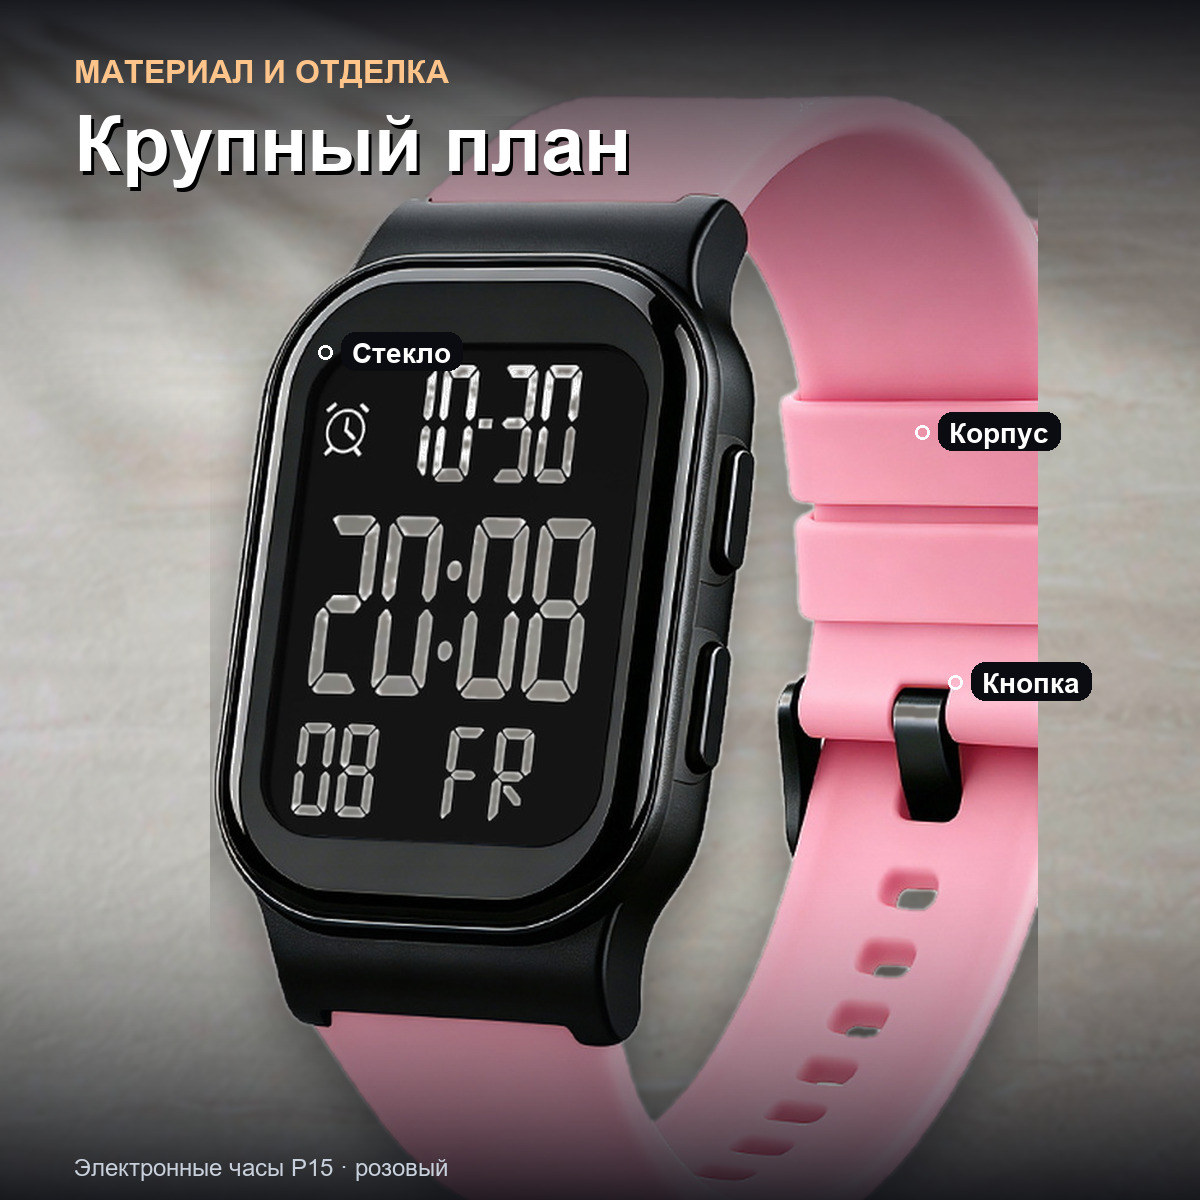 МАТЕРИАЛ И ОТДЕЛКА
Крупный план
Стекло
10-30
Корпус
20:08
Кнопка
08 FR
Электронные часы P15 · розовый